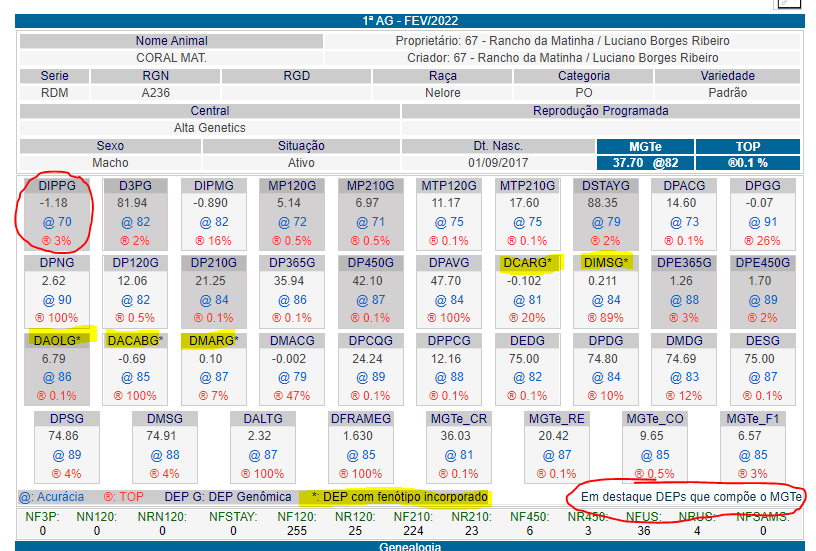 1ª AG - FEV/2022
Nome Animal Proprietário: 67 - Rancho da Matinha / Luciano Borges Ribeiro
CORAL MAT. Criador: 67 - Rancho da Matinha / Luciano Borges Ribeiro
Serie RGN RGD Raça Categoria Variedade
RDM A236 Nelore PO Padrão
Central Reprodução Programada
Alta Genetics
Sexo Situação Dt. Nasc. MGTe TOP
Macho Ativo 01/09/2017 37.70 @82 ®0.1 %
DIPPG D3PG DIPMG MP120G MP210G MTP120G MTP210G DSTAYG DPACG DPGG
-1.18 81.94 -0.890 5.14 6.97 11.17 17.60 88.35 14.60 -0.07
@ 70 @ 82 @ 82 @ 72 @ 71 @ 75 @ 75 @ 79 @ 73 @ 91
® 3% ® 2% ® 16% ® 0.5% ® 0.5% ® 0.1% ® 0.1% ® 2% ® 0.1% ® 26%
DPNG DP120G DP210G DP365G DP450G DPAVG DCARG* DIMSG* DPE365G DPE450G
2.62 12.06 21.25 35.94 42.10 47.70 -0.102 0.211 1.26 1.70
@ 90 @ 82 @ 84 @ 86 @ 87 @ 84 @ 81 @ 84 @ 88 @ 89
® 100% ® 0.5% ® 0.1% ® 0.1% ® 0.1% ® 100% ® 20% ® 89% ® 3% ® 2%
DAOLG* DACABG* DMARG* DMACG DPCQG DPPCG DEDG DPDG DMDG DESG
6.79 -0.69 0.10 -0.002 24.24 12.16 75.00 74.80 74.69 75.00
@ 86 @ 85 @ 87 @ 79 @ 89 @ 88 @ 82 @ 84 @ 83 @ 87
® 0.1% ® 100% ® 7% ® 47% ® 0.1% ® 0.1% ® 0.1% ® 10% ® 12% ® 0.1%
DPSG DMSG DALTG DFRAMEG MGTe_CR MGTe_RE MGTe_CO MGTe_F1
74.86 74.91 2.32 1.630 36.03 20.42 9.65 6.57
@ 89 @ 88 @ 87 @ 85 @ 81 @ 87 @ 85 @ 85
® 4% ® 4% ® 100% ® 100% ® 0.1% ® 0.1% ® 0.5% ® 3%
@: Acurácia ®: TOP DEP G: DEP Genômica *: DEP com fenótipo incorporado Em destaque DEPs que compõe o MGTe
NF3P: NN120: NRN120: NFSTAY: NF120: NR120: NF210: NR210: NF450: NR450: NFUS: NRUS: NFSAMS:
0 0 0 0 255 25 224 23 6 3 36 4 0
Genealogia